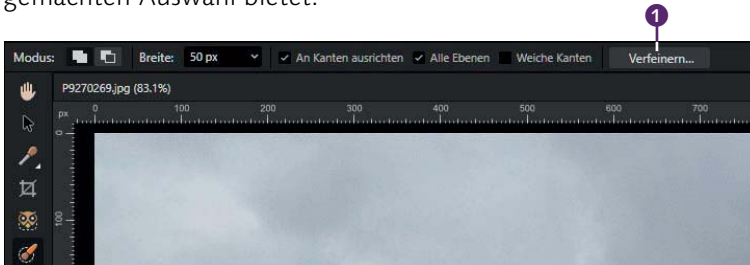 gemachten Auswahl bietet.
1
Modus: Breite: 50 px An Kanten ausrichten Alle Ebenen Weiche Kanten Verfeinern...
P9270269.jpg (83.1%)
px 0 100 200 300 400 500 600 700
0
100